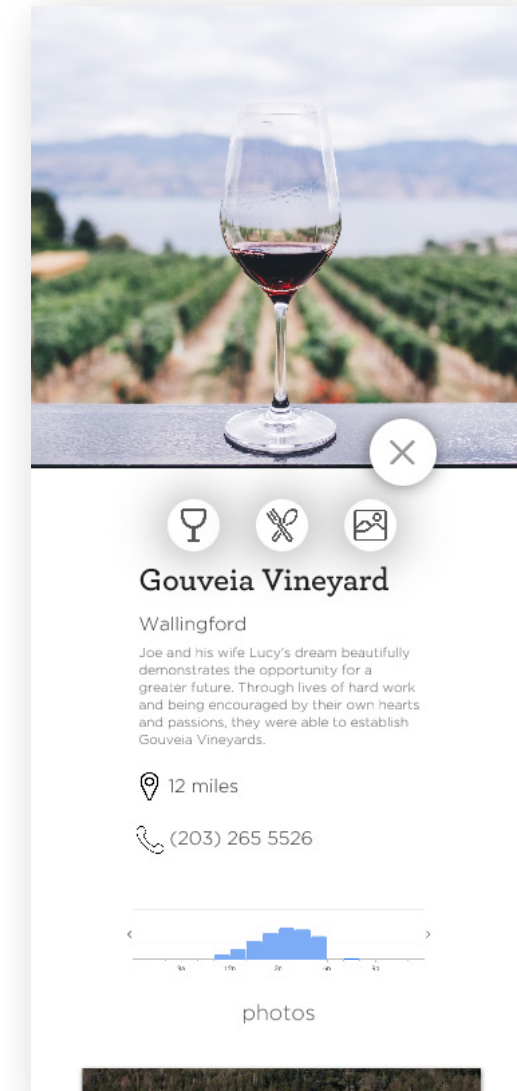 Gouveia Vineyard
Wallingford
Joe and his wife Lucy's dream beautifully
demonstrates the opportunity for a
greater future. Through lives of hard work
and being encouraged by their own hearts
and passions, they were able to establish
Gouveia Vineyards.
12 miles
(203) 265 5526
photos